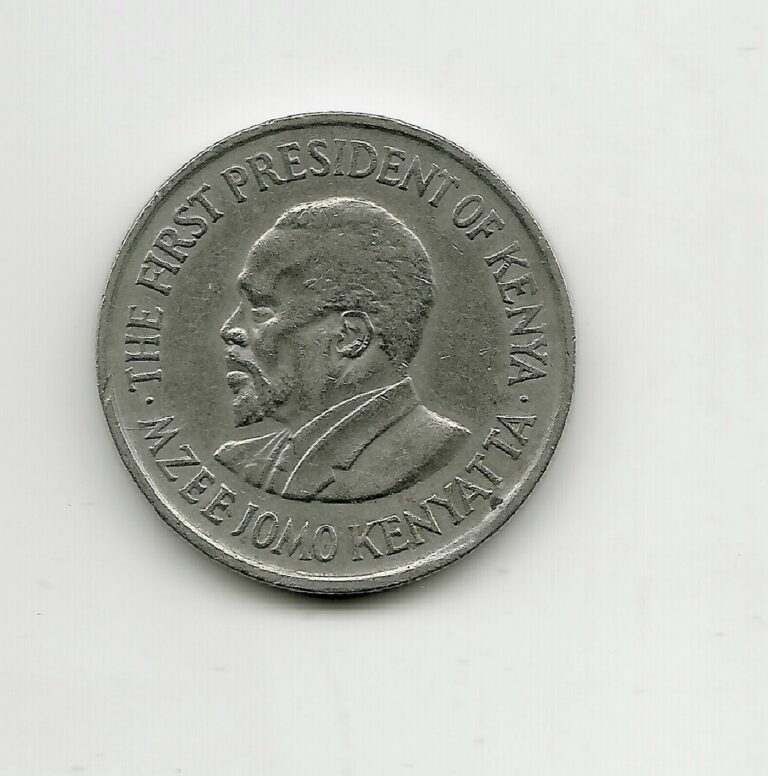 · THE FIRST PRESIDENT OF KENYA ·
MZEE JOMO KENYATTA